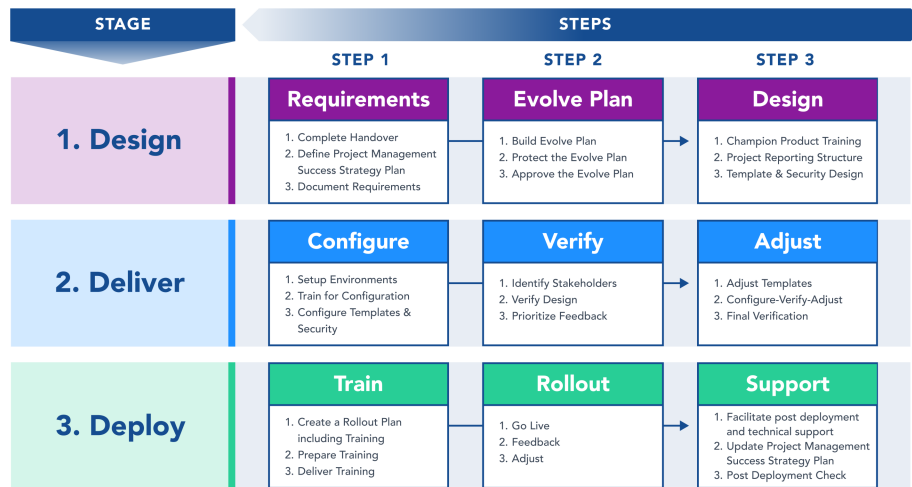 STAGE
STEPS
STEP 1
STEP 2
STEP 3
1. Design
Requirements
1. Complete Handover
2. Define Project Management
Success Strategy Plan
3. Document Requirements
Evolve Plan
1. Build Evolve Plan
2. Protect the Evolve Plan
3. Approve the Evolve Plan
Design
1. Champion Product Training
2. Project Reporting Structure
3. Template & Security Design
2. Deliver
Configure
1. Setup Environments
2. Train for Configuration
3. Configure Templates &
Security
Verify
1. Identify Stakeholders
2. Verify Design
3. Prioritize Feedback
Adjust
1. Adjust Templates
2. Configure-Verify-Adjust
3. Final Verification
3. Deploy
Train
1. Create a Rollout Plan
including Training
2. Prepare Training
3. Deliver Training
Rollout
1. Go Live
2. Feedback
3. Adjust
Support
1. Facilitate post deployment
and technical support
2. Update Project Management
Success Strategy Plan
3. Post Deployment Check